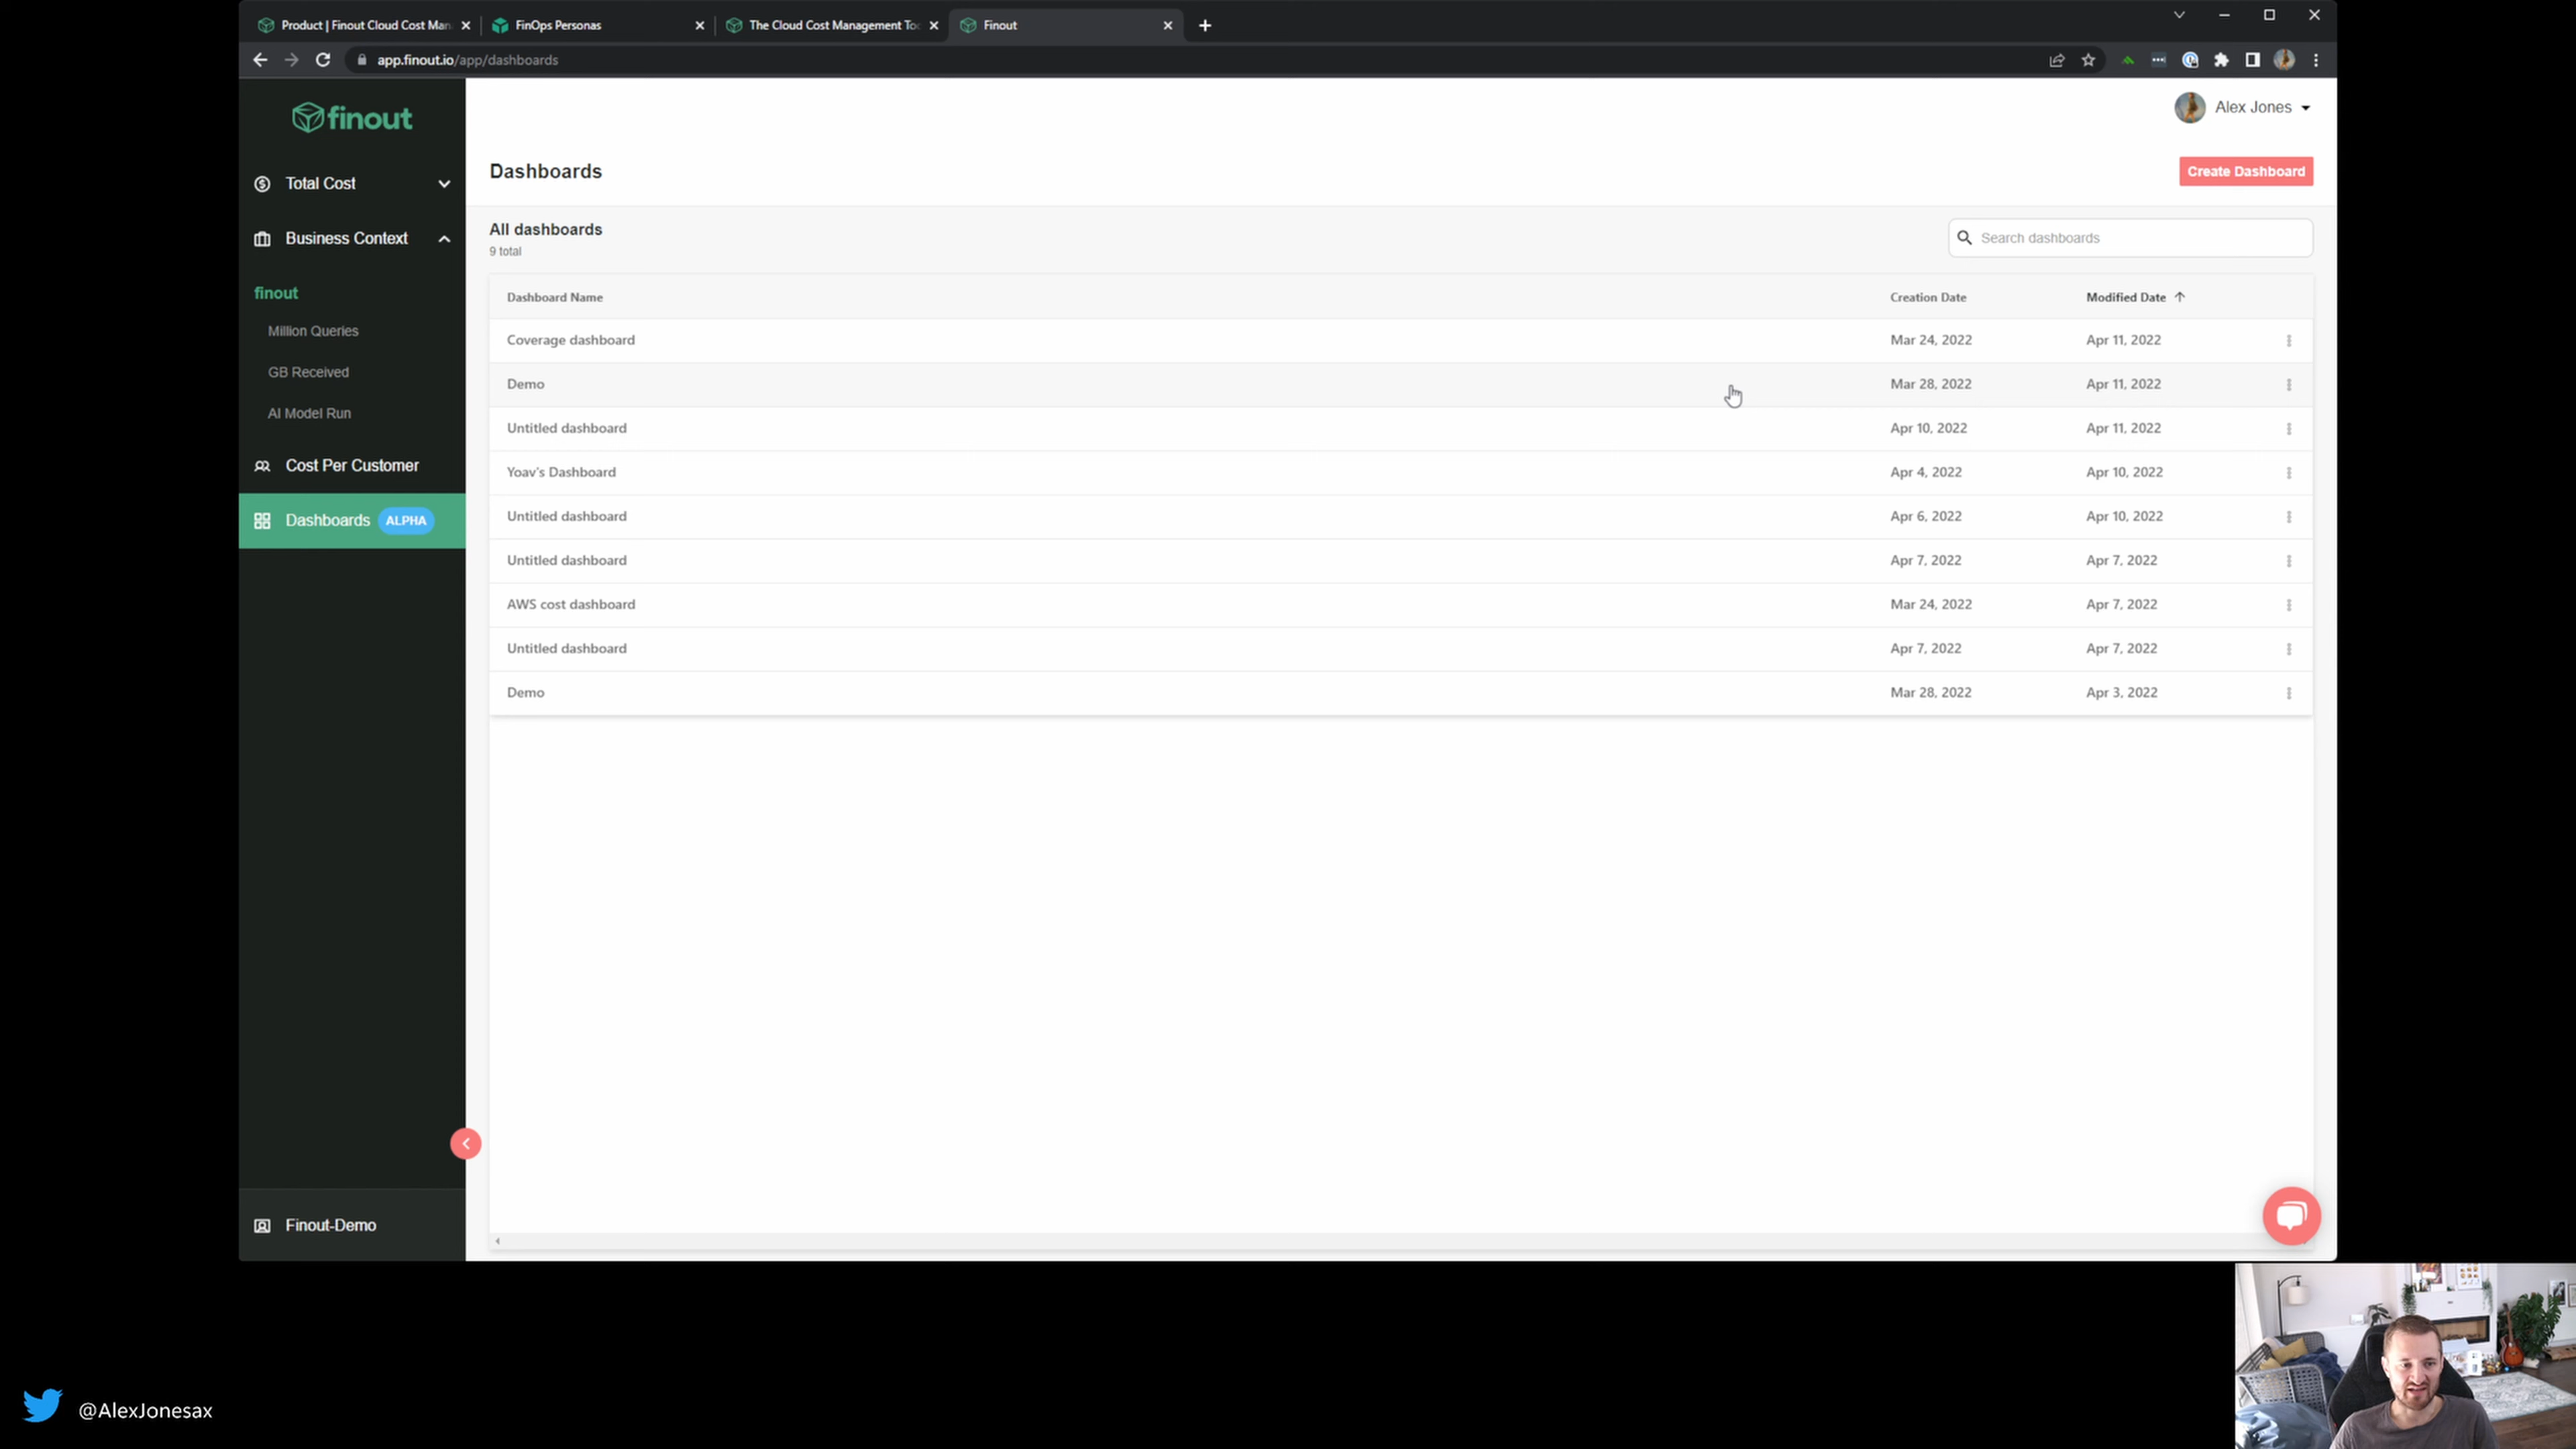 Product | Finout Cloud Cost Man
FinOps Personas
The Cloud Cost Management Too
Finout
app.finout.io/app/dashboards
finout
Alex Jones
Total Cost
Business Context
finout
Million Queries
GB Received
AI Model Run
Cost Per Customer
Dashboards ALPHA
Finout-Demo
Dashboards
Create Dashboard
All dashboards
9 total
Search dashboards
Dashboard Name Creation Date Modified Date
Coverage dashboard Mar 24, 2022 Apr 11, 2022
Demo Mar 28, 2022 Apr 11, 2022
Untitled dashboard Apr 10, 2022 Apr 11, 2022
Yoav's Dashboard Apr 4, 2022 Apr 10, 2022
Untitled dashboard Apr 6, 2022 Apr 10, 2022
Untitled dashboard Apr 7, 2022 Apr 7, 2022
AWS cost dashboard Mar 24, 2022 Apr 7, 2022
Untitled dashboard Apr 7, 2022 Apr 7, 2022
Demo Mar 28, 2022 Apr 3, 2022
@AlexJonesax